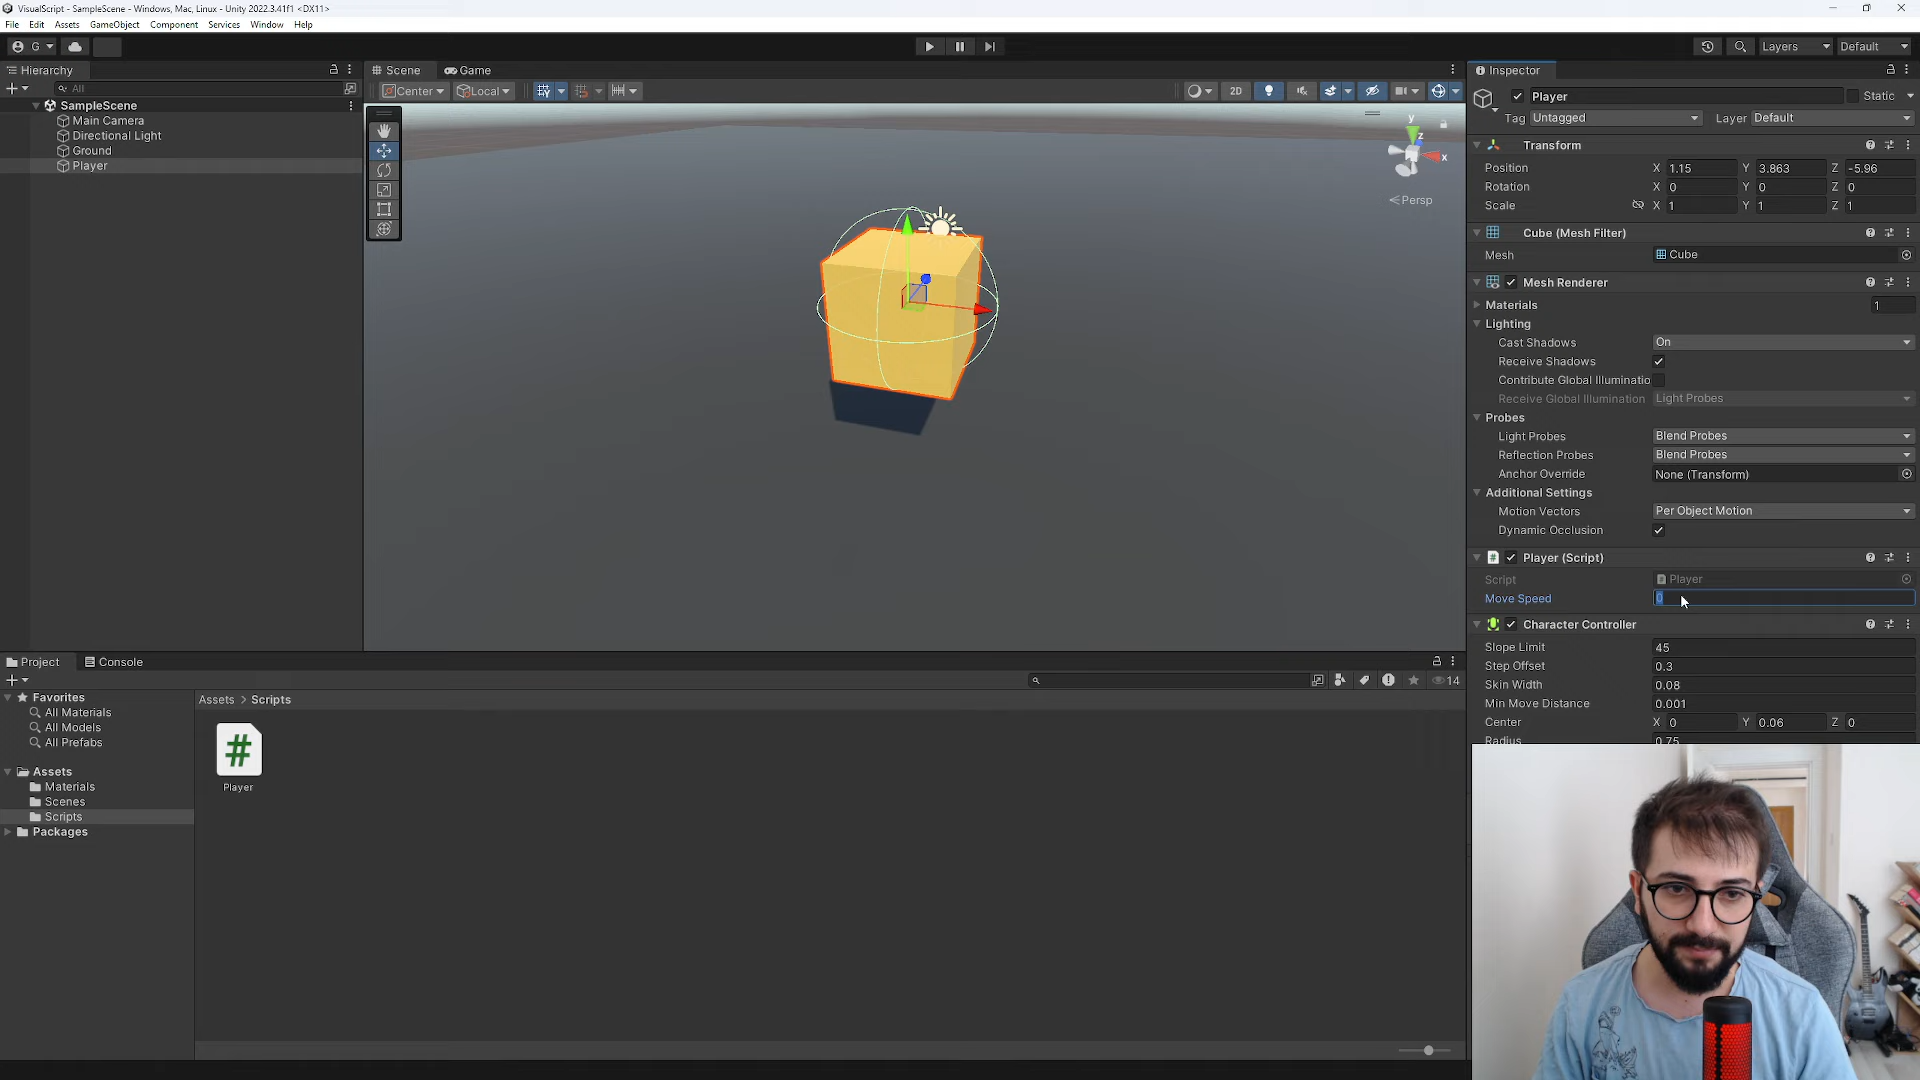 VisualScript - SampleScene - Windows, Mac, Linux - Unity 2022.3.41f1 <DX11>
File Edit Assets GameObject Component Services Window Help
G
Layers Default
Hierarchy
All
SampleScene
Main Camera
Directional Light
Ground
Player
Scene Game
Center Local 2D
y
z
x
Persp
Inspector
Player Static
Tag Untagged Layer Default
Transform
Position X 1.15 Y 3.863 Z -5.96
Rotation X 0 Y 0 Z 0
Scale X 1 Y 1 Z 1
Cube (Mesh Filter)
Mesh Cube
Mesh Renderer
Materials 1
Lighting
Cast Shadows On
Receive Shadows
Contribute Global Illuminatio
Receive Global Illumination Light Probes
Probes
Light Probes Blend Probes
Reflection Probes Blend Probes
Anchor Override None (Transform)
Additional Settings
Motion Vectors Per Object Motion
Dynamic Occlusion
# Player (Script)
Script Player
Move Speed 0
Character Controller
Slope Limit 45
Step Offset 0.3
Skin Width 0.08
Min Move Distance 0.001
Center X 0 Y 0.06 Z 0
Radius 0.75
Project Console
14
Favorites
All Materials
All Models
All Prefabs
Assets
Materials
Scenes
Scripts
Packages
Assets > Scripts
#
Player